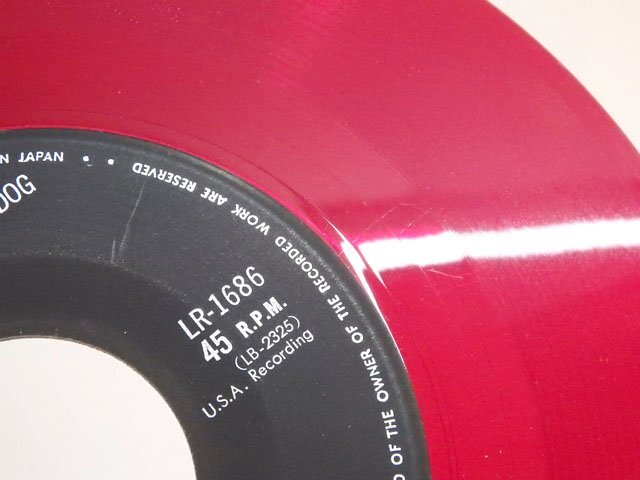 N JAPAN • •
D OF THE OWNER OF THE RECORDED WORK ARE RESERVED
DOG
LR-1686
45 R.P.M.
(LB-2325)
U.S.A. Recording